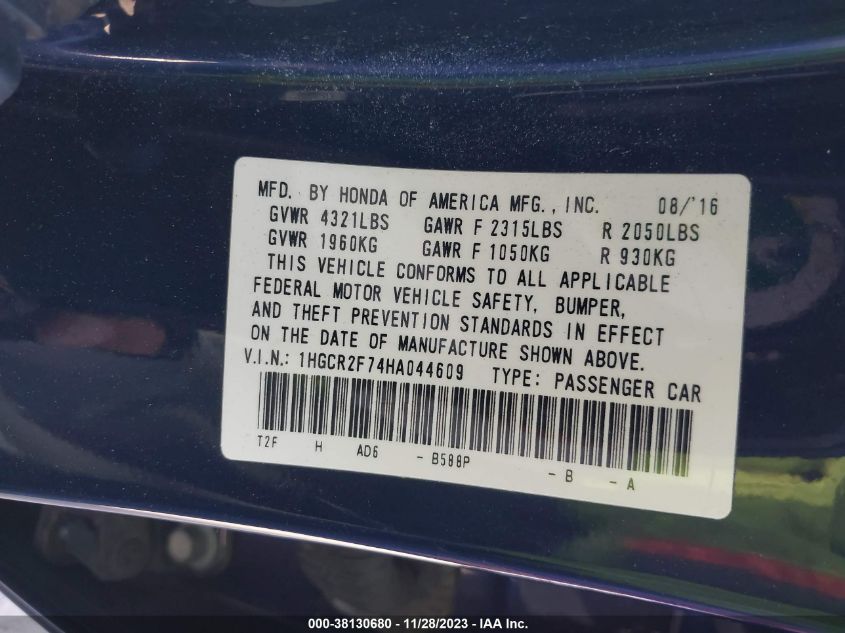 MFD. BY HONDA OF AMERICA MFG., INC. 08/'16
GVWR 4321LBS GAWR F 2315LBS R 2050LBS
GVWR 1960KG GAWR F 1050KG R 930KG
THIS VEHICLE CONFORMS TO ALL APPLICABLE
FEDERAL MOTOR VEHICLE SAFETY, BUMPER,
AND THEFT PREVENTION STANDARDS IN EFFECT
ON THE DATE OF MANUFACTURE SHOWN ABOVE.
V.I.N.: 1HGCR2F74HA044609 TYPE: PASSENGER CAR
T2F H AD6 - B588P - B - A
000-38130680 - 11/28/2023 - IAA Inc.